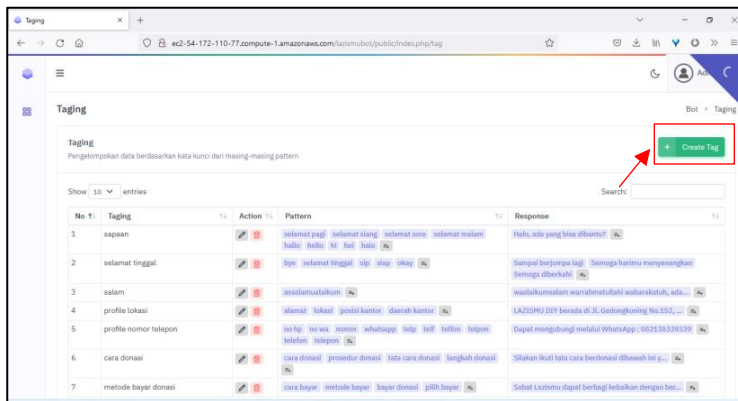 Taging
ec2-54-172-110-77.compute-1.amazonaws.com/lazismubot/public/index.php/tag
Taging
Bot > Taging
Taging
Pengelompokan data berdasarkan kata kunci dari masing-masing pattern
+ Create Tag
Show 10 entries
Search:
No Taging Action Pattern Response
1 sapaan selamat pagi selamat siang selamat sore selamat malam Halo, ada yang bisa dibantu?
hallo hello hi hei halo
2 selamat tinggal bye selamat tinggal sip siap okay Sampai berjumpa lagi Semoga harimu menyenangkan
Semoga diberkahi
3 salam assalamualaikum waalaikumsalam warrahmatullahi wabarakatuh, ada...
4 profile lokasi alamat lokasi posisi kantor daerah kantor LAZISMU DIY berada di Jl. Gedongkuning No.152, ...
5 profile nomor telepon no hp no wa nomor whatsapp telp telf telfon telpon Dapat mengubungi melalui WhatsApp : 082138339339
telefon telepon
6 cara donasi cara donasi prosedur donasi tata cara donasi langkah donasi Silakan ikuti tata cara berdonasi dibawah ini y...
7 metode bayar donasi cara bayar metode bayar bayar donasi pilih bayar Sobat Lazismu dapat berbagi kebaikan dengan ber...